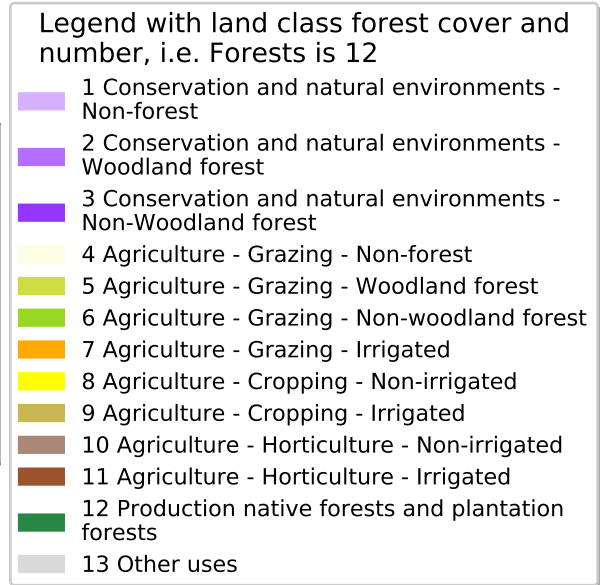 Legend with land class forest cover and
number, i.e. Forests is 12
1 Conservation and natural environments -
Non-forest
2 Conservation and natural environments -
Woodland forest
3 Conservation and natural environments -
Non-Woodland forest
4 Agriculture - Grazing - Non-forest
5 Agriculture - Grazing - Woodland forest
6 Agriculture - Grazing - Non-woodland forest
7 Agriculture - Grazing - Irrigated
8 Agriculture - Cropping - Non-irrigated
9 Agriculture - Cropping - Irrigated
10 Agriculture - Horticulture - Non-irrigated
11 Agriculture - Horticulture - Irrigated
12 Production native forests and plantation
forests
13 Other uses